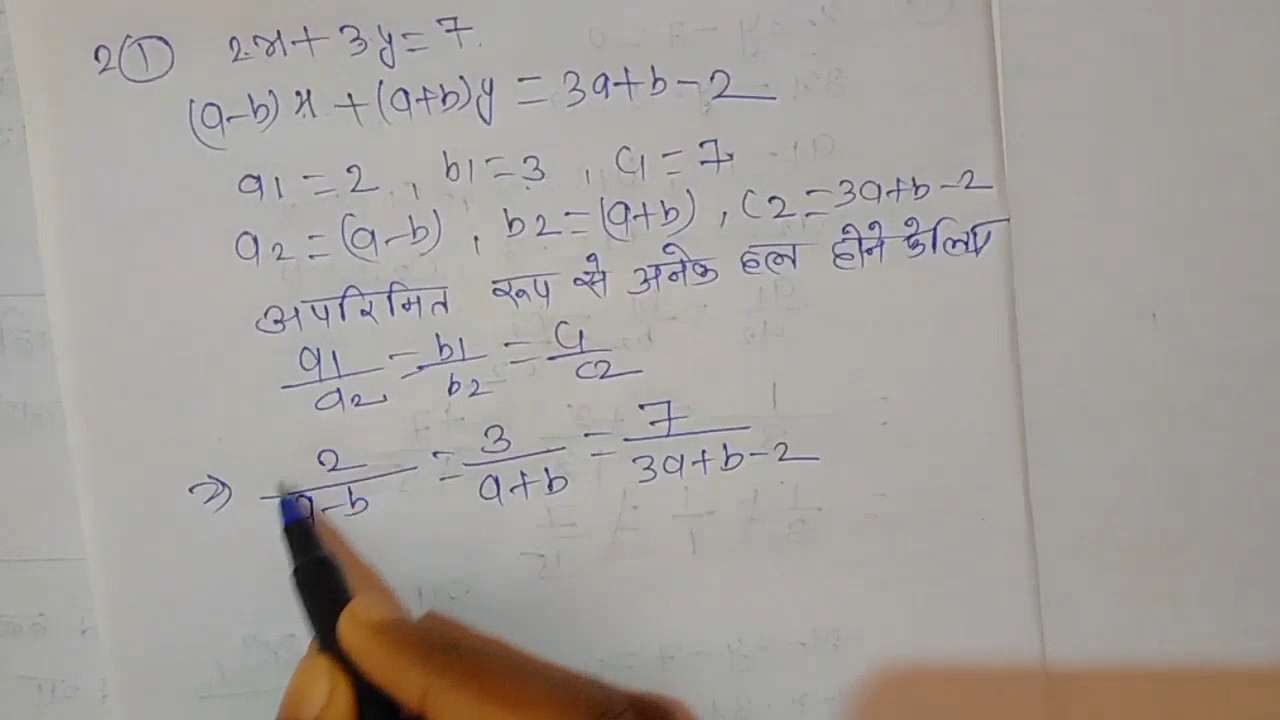 2(1) 2x+3y=7.
(a-b)x+(a+b)y=3a+b-2
a1=2, b1=3, c1=7
a2=(a-b), b2=(a+b), c2=3a+b-2
अपरिमित रूप से अनेक हल होने के लिए
a1/a2=b1/b2=c1/c2
⇒ 2/a-b=3/a+b=7/3a+b-2